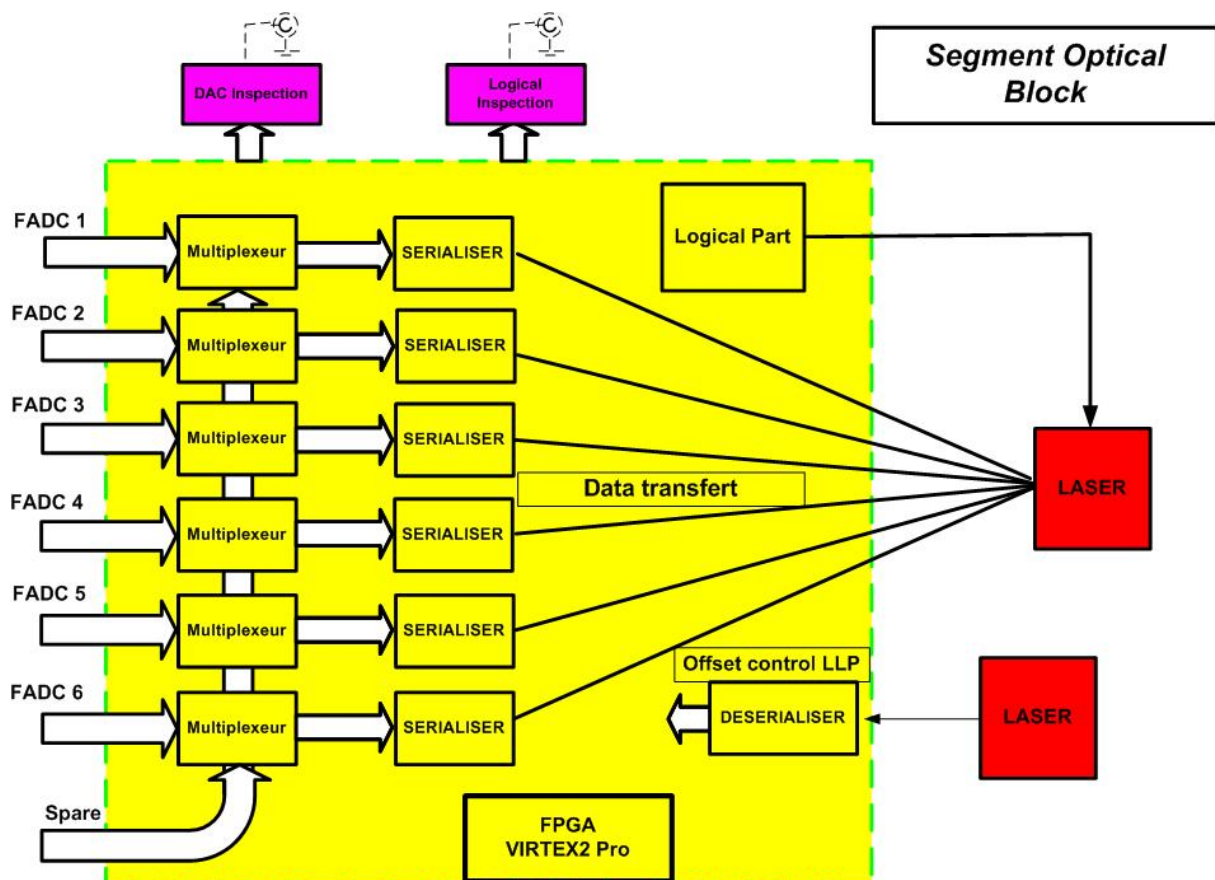 C
C
DAC Inspection
Logical
Inspection
Segment Optical
Block
FADC 1
Multiplexeur
SERIALISER
Logical Part
FADC 2
Multiplexeur
SERIALISER
FADC 3
Multiplexeur
SERIALISER
Data transfert
LASER
FADC 4
Multiplexeur
SERIALISER
FADC 5
Multiplexeur
SERIALISER
Offset control LLP
FADC 6
Multiplexeur
SERIALISER
DESERIALISER
LASER
Spare
FPGA
VIRTEX2 Pro